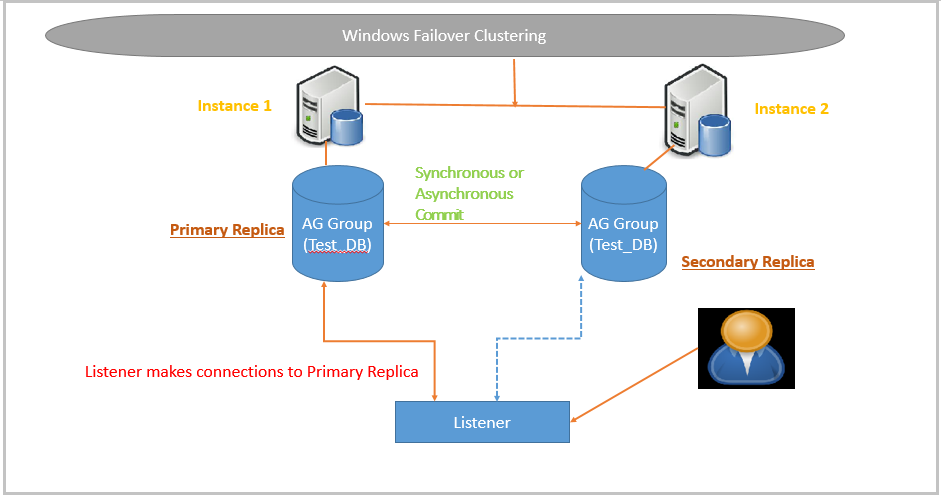 Windows Failover Clustering
Instance 1
Instance 2
Synchronous or
Asynchronous
Commit
AG Group
(Test_DB)
AG Group
(Test_DB)
Primary Replica
Secondary Replica
Listener makes connections to Primary Replica
Listener